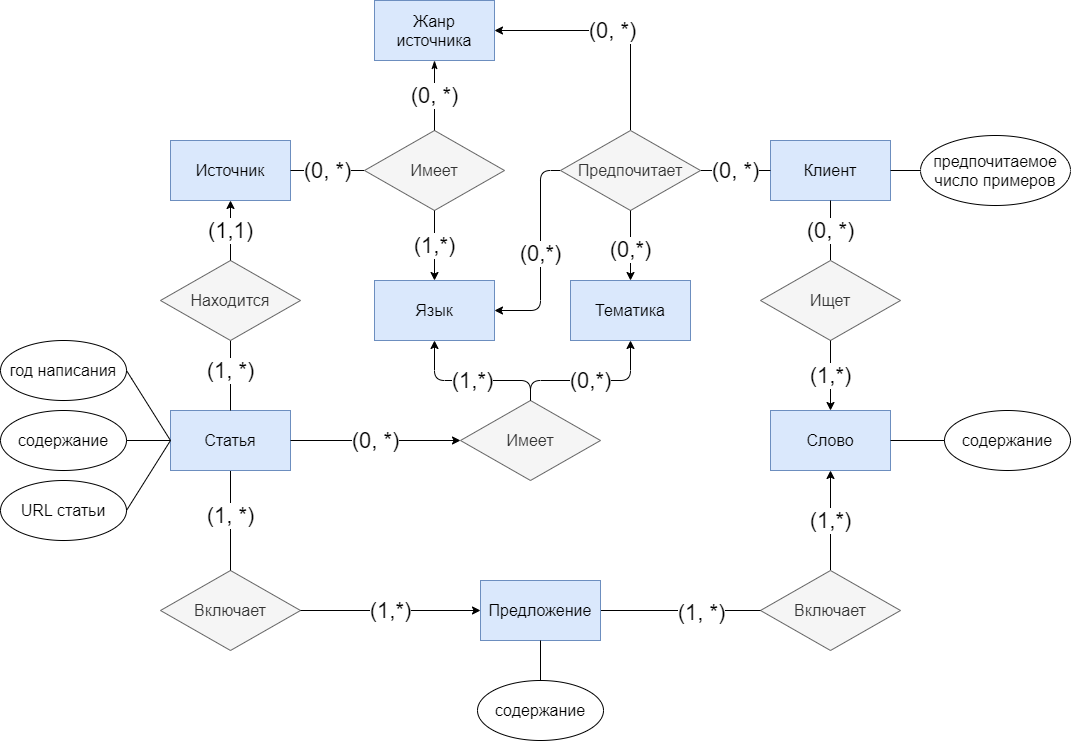 Жанр
источника
(0, *)
(0, *)
Источник
(0, *)
Имеет
Предпочитает
(0, *)
Клиент
предпочитаемое
число примеров
(1,1)
(1,*)
(0,*)
(0,*)
(0, *)
Находится
Язык
Тематика
Ищет
год написания
(1, *)
(1,*)
(0,*)
(1,*)
содержание
Статья
(0, *)
Имеет
Слово
содержание
URL статьи
(1, *)
(1,*)
Включает
(1,*)
Предложение
(1, *)
Включает
содержание